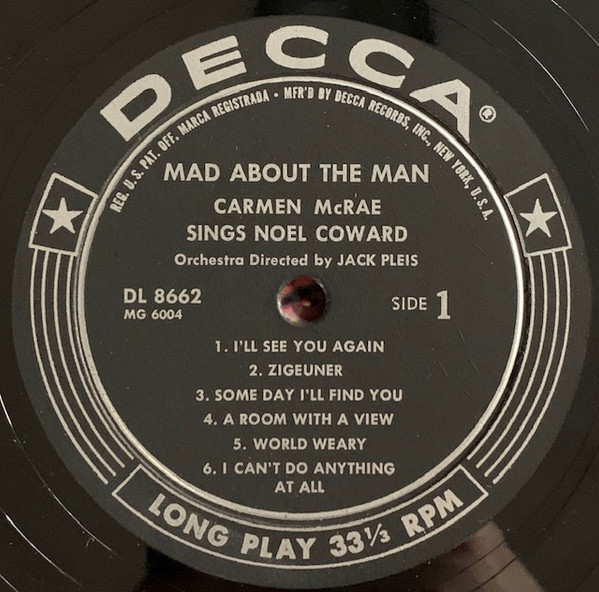 DECCA®
REG. U.S. PAT. OFF. MARCA REGISTRADA • MFR'D BY DECCA RECORDS, INC., NEW YORK, U.S.A.
MAD ABOUT THE MAN
CARMEN McRAE
SINGS NOEL COWARD
Orchestra Directed by JACK PLEIS
DL 8662
MG 6004
SIDE 1
1. I'LL SEE YOU AGAIN
2. ZIGEUNER
3. SOME DAY I'LL FIND YOU
4. A ROOM WITH A VIEW
5. WORLD WEARY
6. I CAN'T DO ANYTHING
AT ALL
LONG PLAY 33⅓ RPM